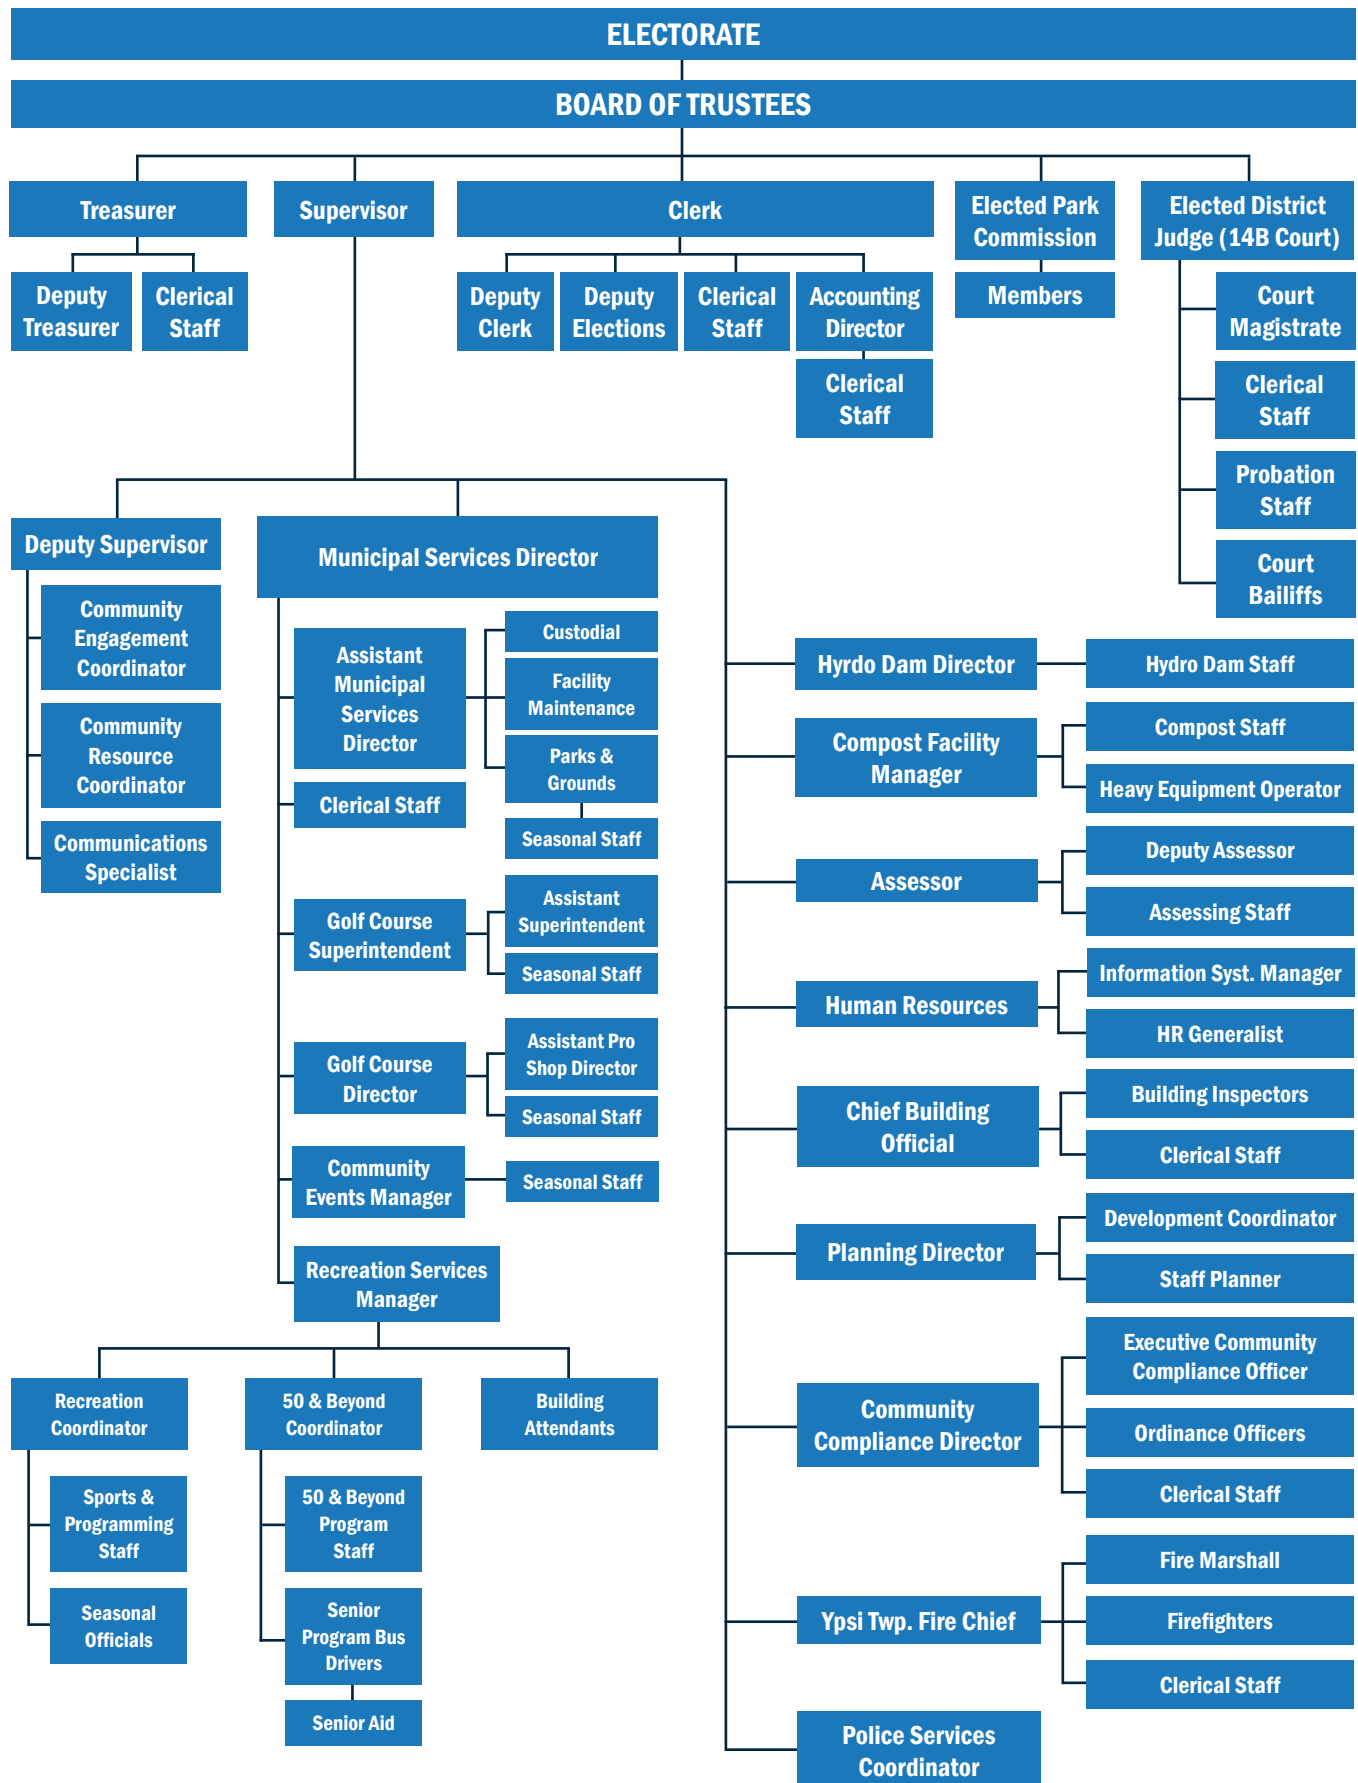 ELECTORATE
BOARD OF TRUSTEES
Treasurer
Supervisor
Clerk
Elected Park
Commission
Elected District
Judge (14B Court)
Deputy
Treasurer
Clerical
Staff
Deputy
Clerk
Deputy
Elections
Clerical
Staff
Accounting
Director
Clerical
Staff
Members
Court
Magistrate
Clerical
Staff
Probation
Staff
Court
Bailiffs
Deputy Supervisor
Community
Engagement
Coordinator
Community
Resource
Coordinator
Communications
Specialist
Municipal Services Director
Assistant
Municipal
Services
Director
Custodial
Facility
Maintenance
Parks &
Grounds
Seasonal Staff
Clerical Staff
Golf Course
Superintendent
Assistant
Superintendent
Seasonal Staff
Golf Course
Director
Assistant Pro
Shop Director
Seasonal Staff
Community
Events Manager
Seasonal Staff
Recreation Services
Manager
Recreation
Coordinator
Sports &
Programming
Staff
Seasonal
Officials
50 & Beyond
Coordinator
50 & Beyond
Program
Staff
Senior
Program Bus
Drivers
Senior Aid
Building
Attendants
Hyrdo Dam Director
Hydro Dam Staff
Compost Facility
Manager
Compost Staff
Heavy Equipment Operator
Assessor
Deputy Assessor
Assessing Staff
Human Resources
Information Syst. Manager
HR Generalist
Chief Building
Official
Building Inspectors
Clerical Staff
Planning Director
Development Coordinator
Staff Planner
Community
Compliance Director
Executive Community
Compliance Officer
Ordinance Officers
Clerical Staff
Ypsi Twp. Fire Chief
Fire Marshall
Firefighters
Clerical Staff
Police Services
Coordinator